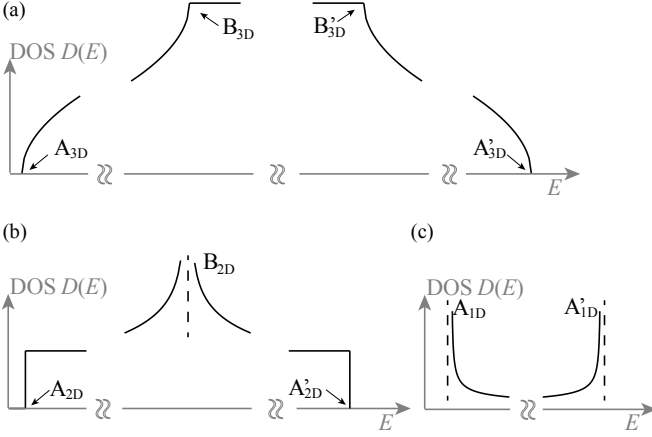 (a)
DOS D(E)
B3D
B'3D
A3D
A'3D
E
(b)
(c)
DOS D(E)
B2D
A2D
A'2D
E
DOS D(E)
A1D
A'1D
E